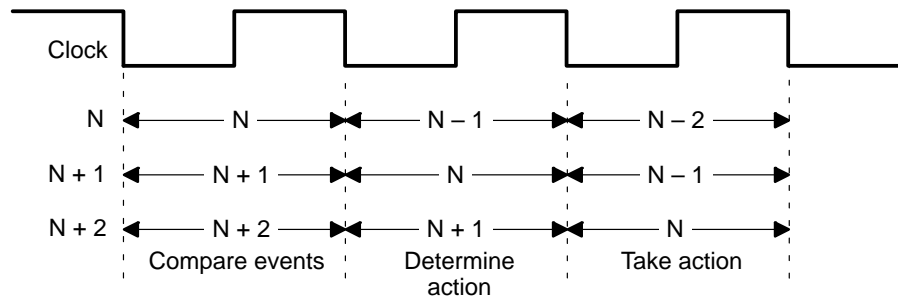 Clock
N N N – 1 N – 2
N + 1 N + 1 N N – 1
N + 2 N + 2 N + 1 N
Compare events Determine action Take action